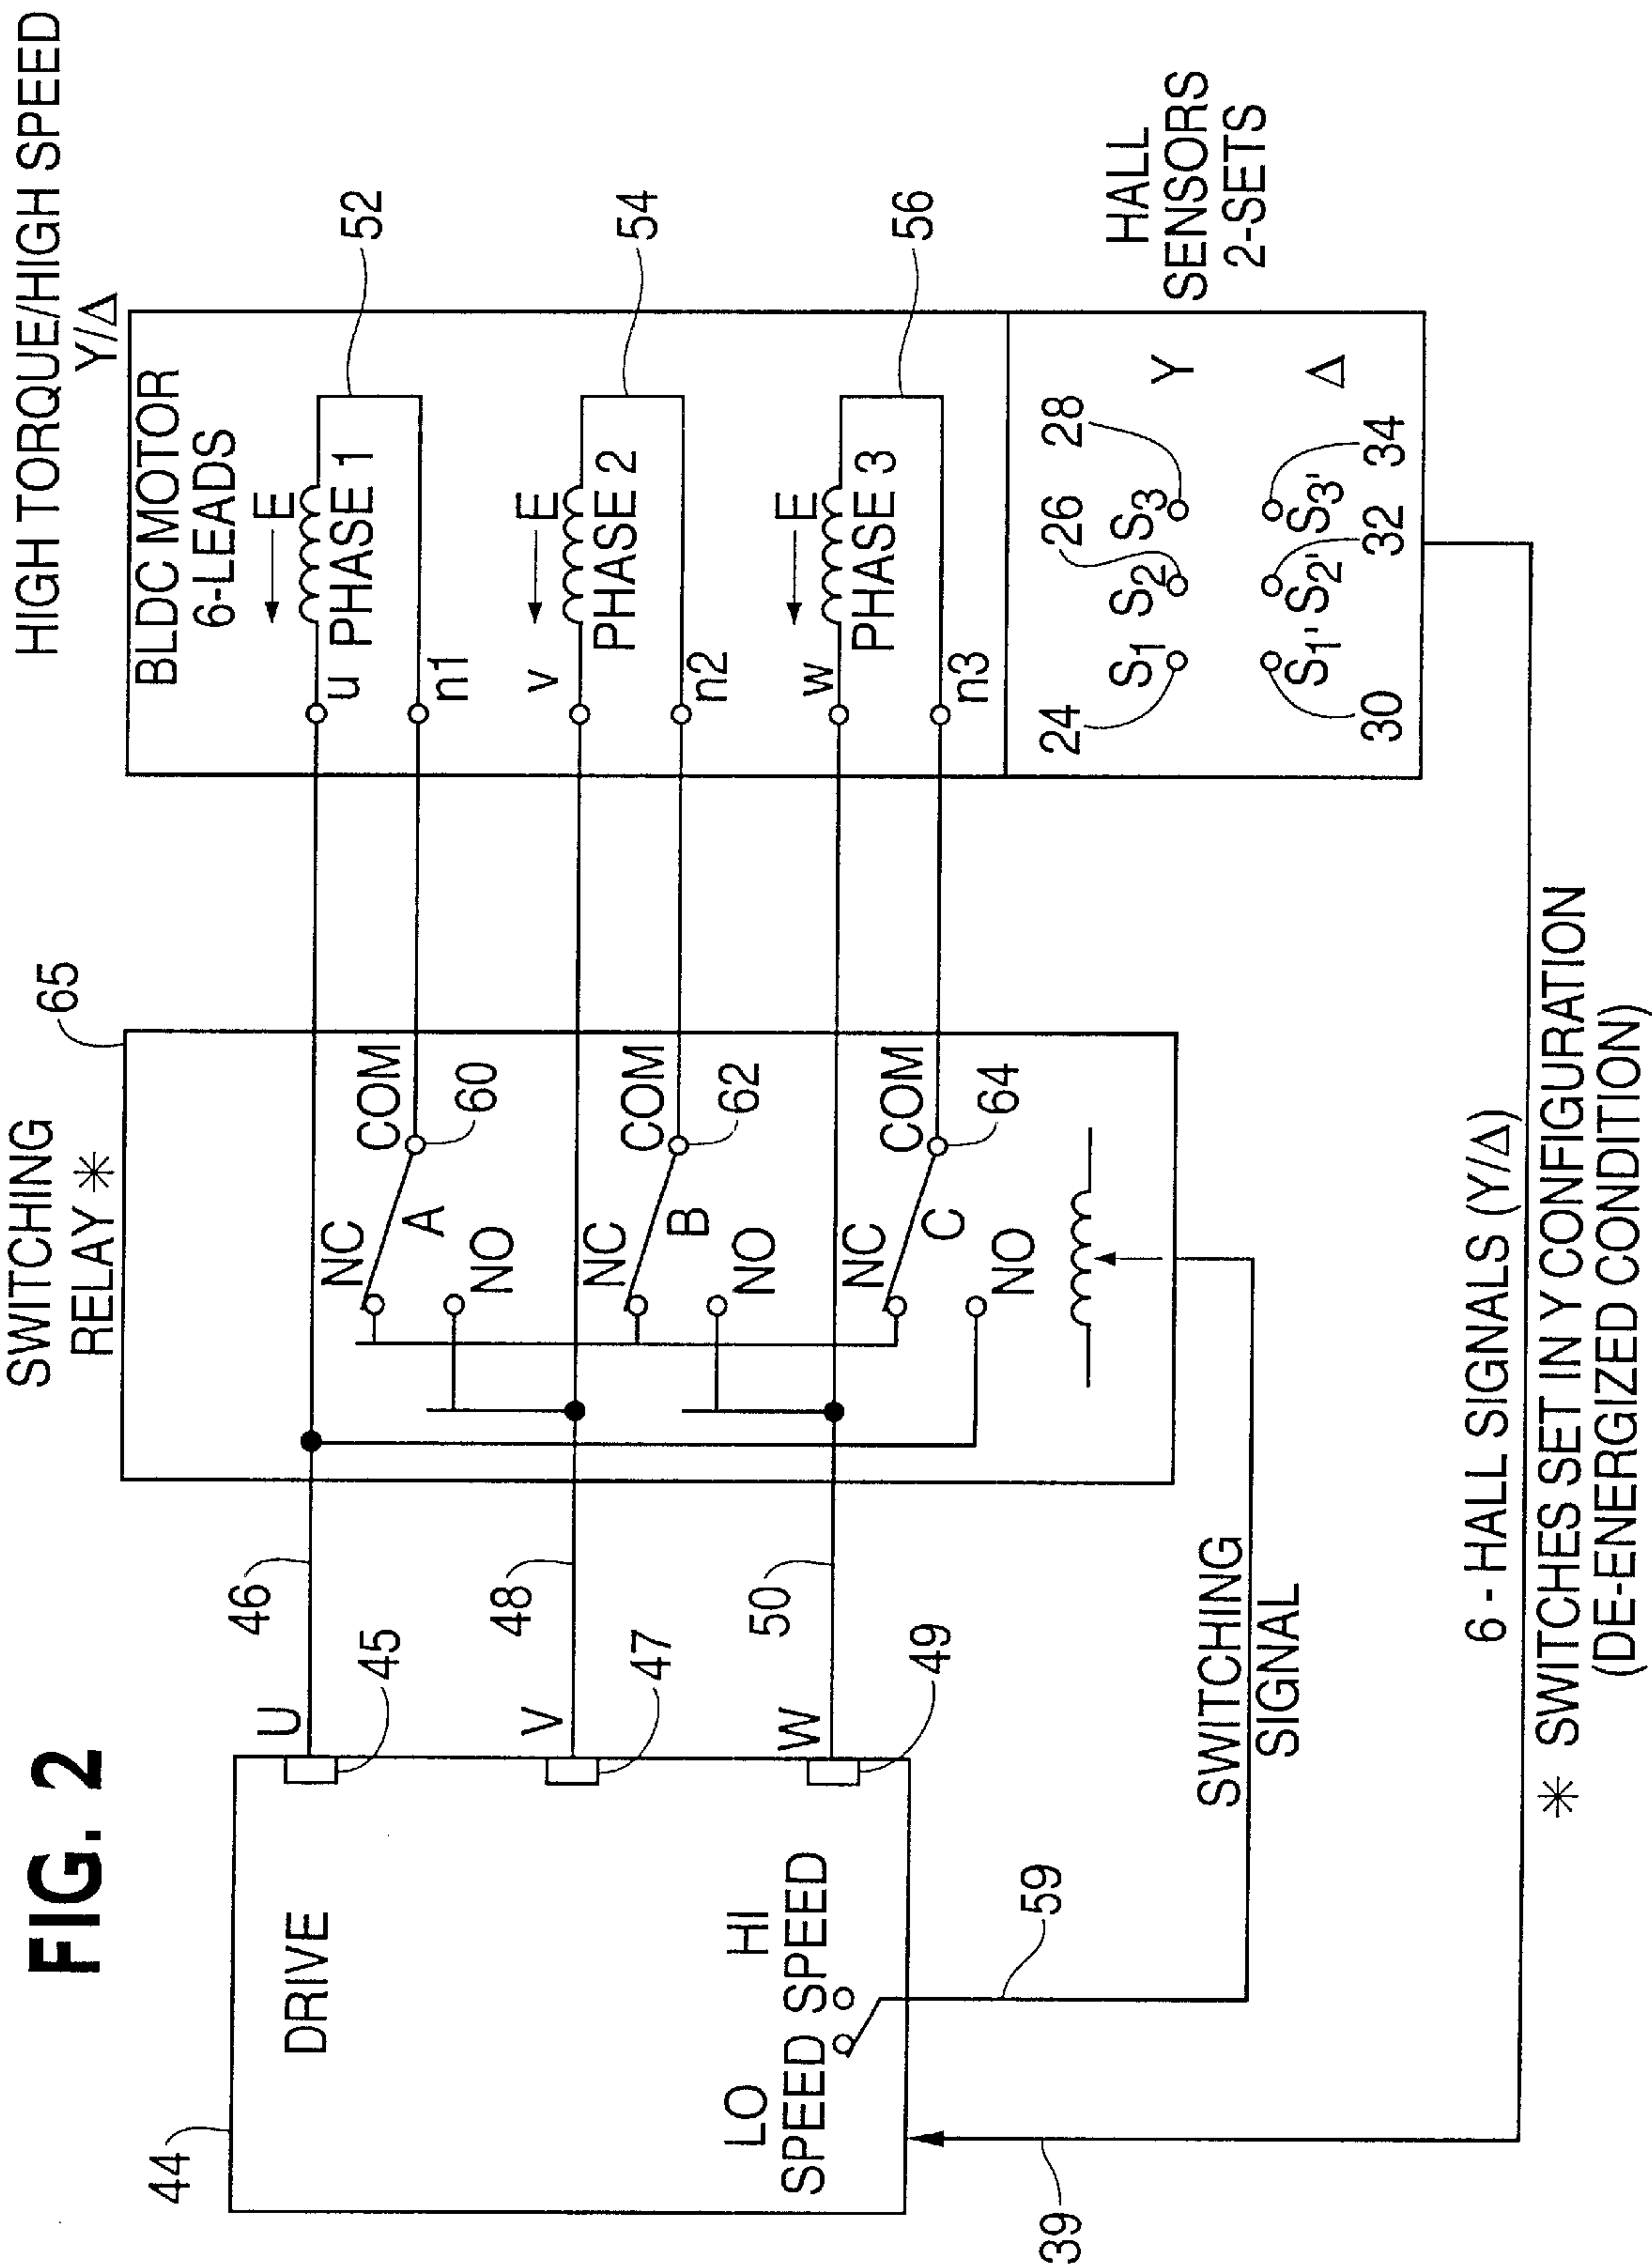 FIG. 2
HIGH TORQUE/HIGH SPEED
Y/Δ
SWITCHING
RELAY *
65
44
DRIVE
LO
SPEED
HI
SPEED
U
45
46
V
47
48
W
49
50
59
39
NC
COM
A
NO
60
NC
COM
B
NO
62
NC
COM
C
NO
64
BLDC MOTOR
6-LEADS
E
u
PHASE 1
n1
52
E
v
PHASE 2
n2
54
E
w
PHASE 3
n3
56
24
26
28
S1
S2
S3
Y
S1'
S2'
S3'
Δ
30
32
34
HALL
SENSORS
2-SETS
SWITCHING
SIGNAL
6 - HALL SIGNALS (Y/Δ)
* SWITCHES SET IN Y CONFIGURATION
(DE-ENERGIZED CONDITION)